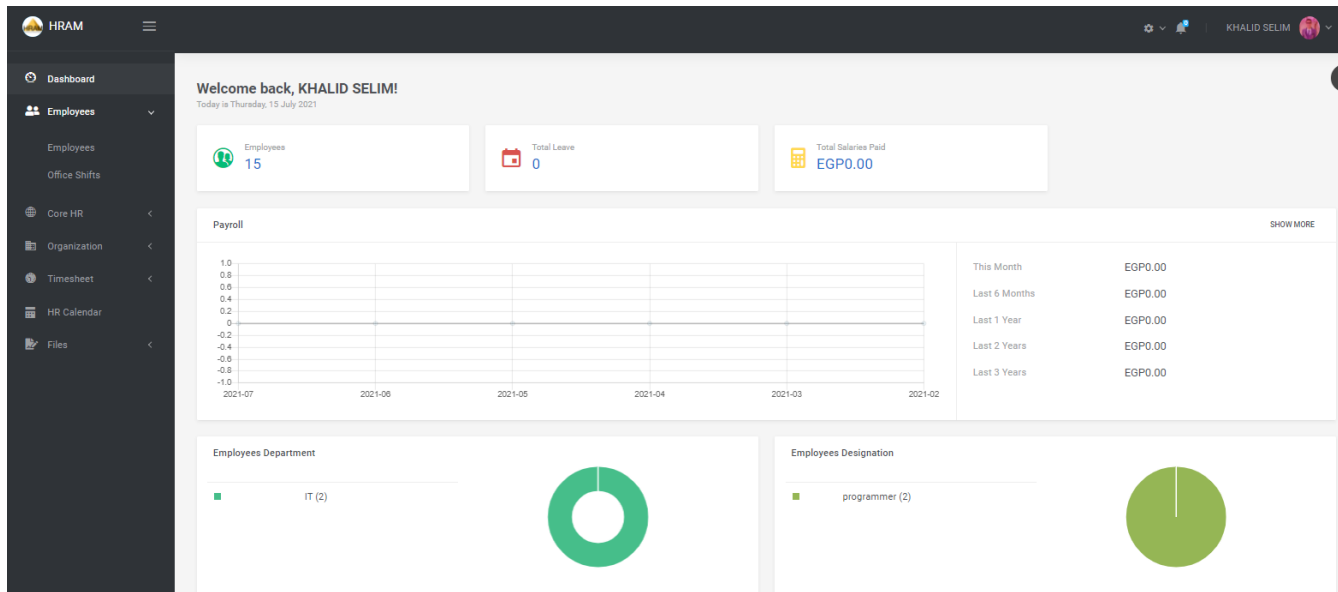 HRAM
KHALID SELIM
Dashboard
Employees
Employees
Office Shifts
Core HR
Organization
Timesheet
HR Calendar
Files
Welcome back, KHALID SELIM!
Today is Thursday, 15 July 2021
Employees
15
Total Leave
0
Total Salaries Paid
EGP0.00
Payroll
SHOW MORE
1.0
0.8
0.6
0.4
0.2
0
-0.2
-0.4
-0.6
-0.8
-1.0
2021-07 2021-06 2021-05 2021-04 2021-03 2021-02
This Month EGP0.00
Last 6 Months EGP0.00
Last 1 Year EGP0.00
Last 2 Years EGP0.00
Last 3 Years EGP0.00
Employees Department
IT (2)
Employees Designation
programmer (2)